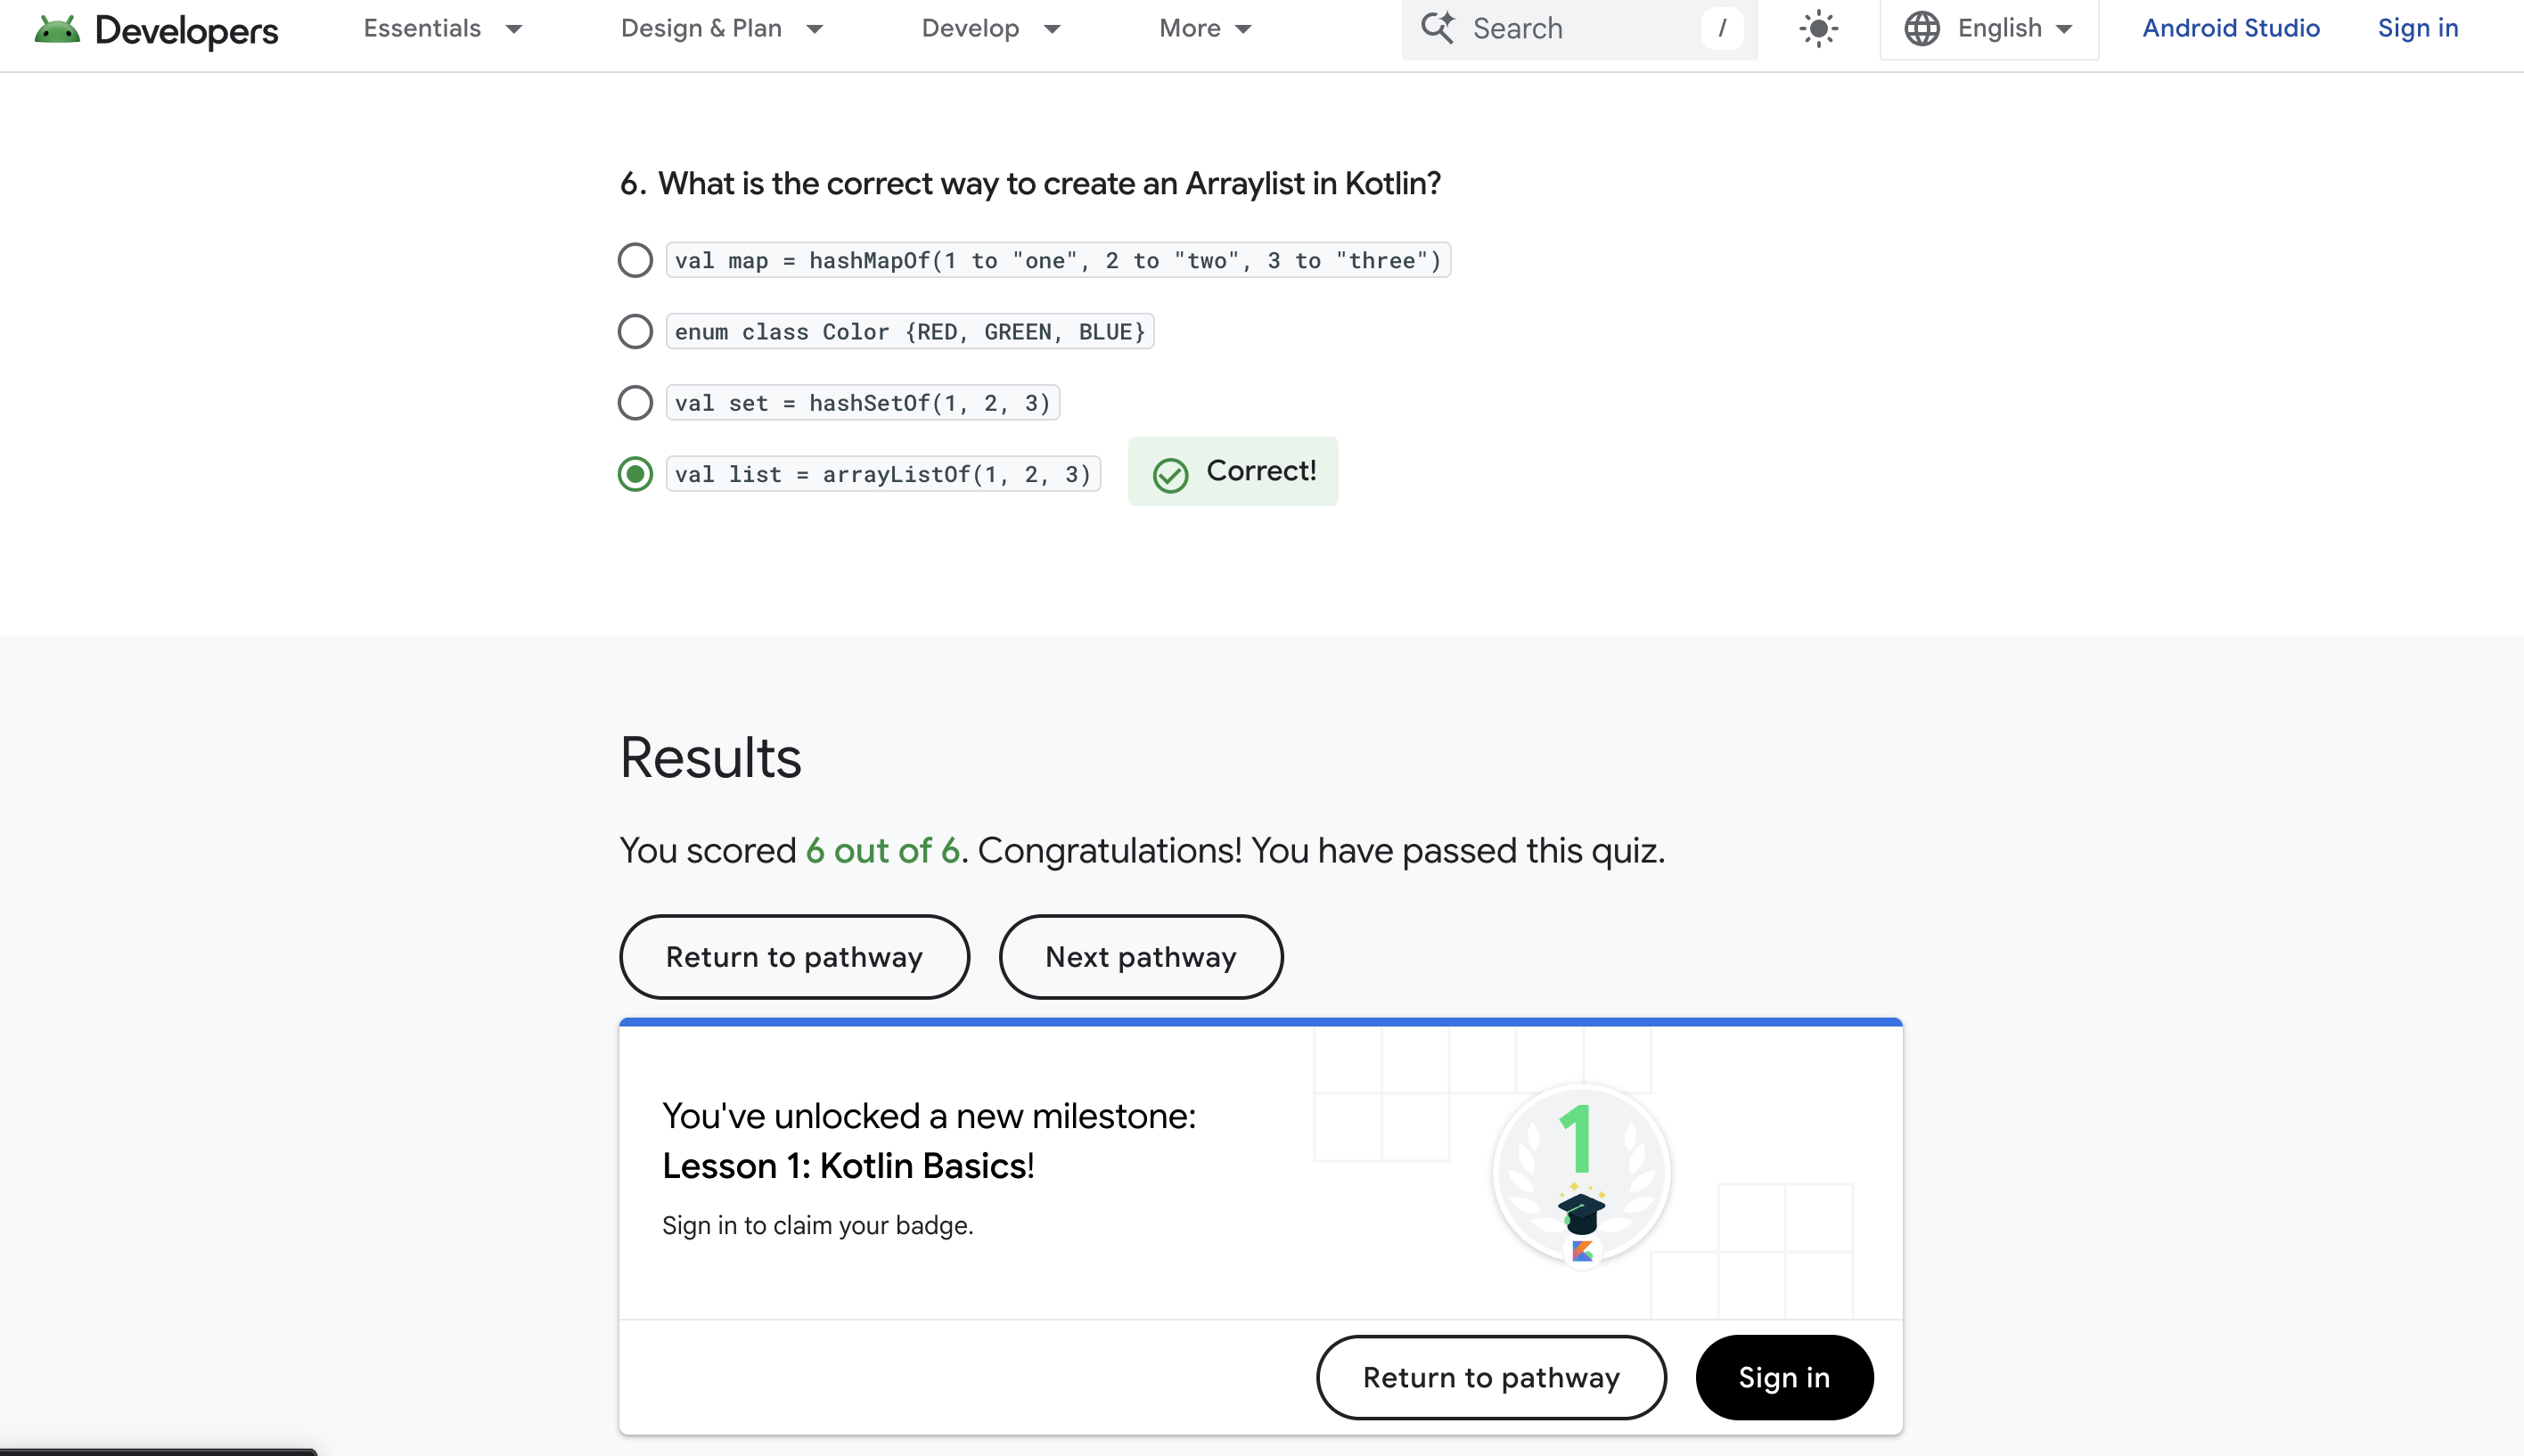 Developers
Essentials
Design & Plan
Develop
More
Search
/
English
Android Studio
Sign in
6. What is the correct way to create an Arraylist in Kotlin?
val map = hashMapOf(1 to "one", 2 to "two", 3 to "three")
enum class Color {RED, GREEN, BLUE}
val set = hashSetOf(1, 2, 3)
val list = arrayListOf(1, 2, 3)
Correct!
Results
You scored 6 out of 6. Congratulations! You have passed this quiz.
Return to pathway
Next pathway
You've unlocked a new milestone:
Lesson 1: Kotlin Basics!
Sign in to claim your badge.
1
Return to pathway
Sign in